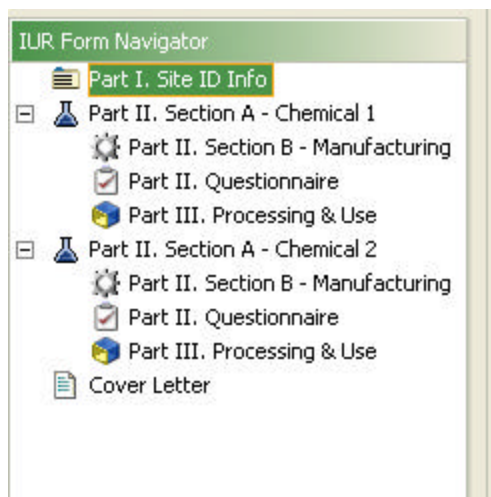 IUR Form Navigator
Part I. Site ID Info
Part II. Section A - Chemical 1
Part II. Section B - Manufacturing
Part II. Questionnaire
Part III. Processing & Use
Part II. Section A - Chemical 2
Part II. Section B - Manufacturing
Part II. Questionnaire
Part III. Processing & Use
Cover Letter